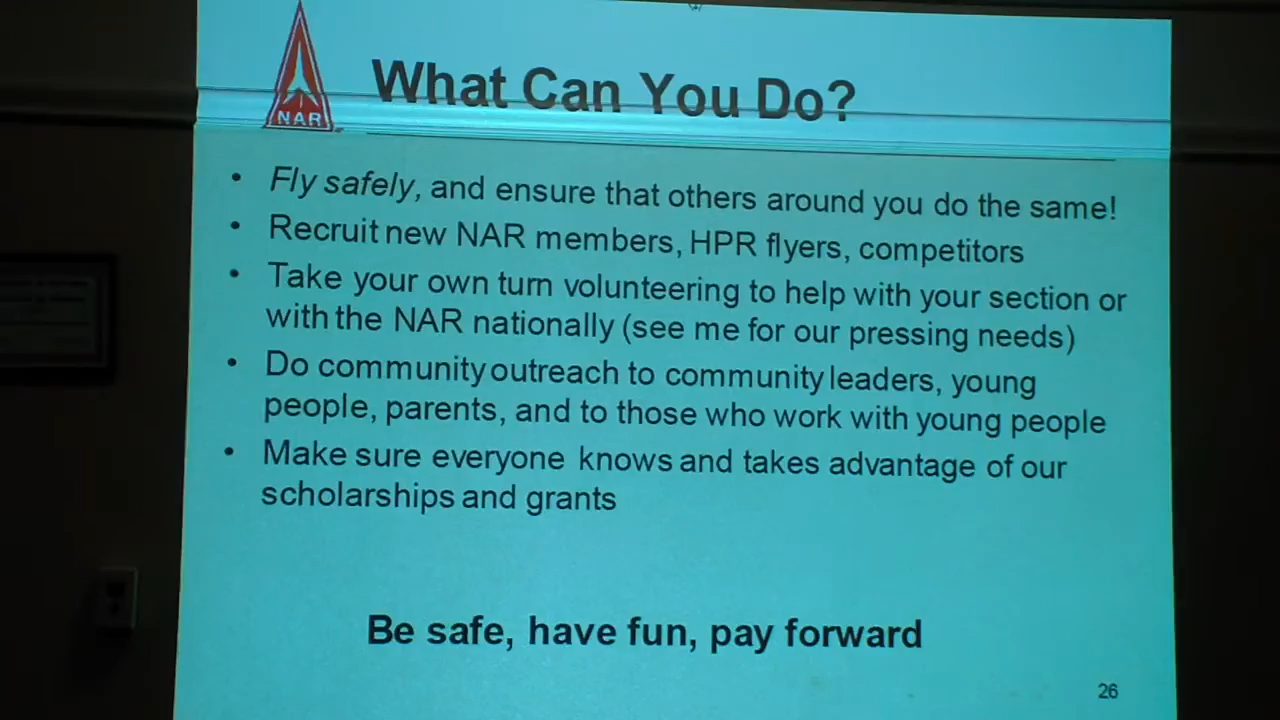 NAR
What Can You Do?
• Fly safely, and ensure that others around you do the same!
• Recruit new NAR members, HPR flyers, competitors
• Take your own turn volunteering to help with your section or
with the NAR nationally (see me for our pressing needs)
• Do community outreach to community leaders, young
people, parents, and to those who work with young people
• Make sure everyone knows and takes advantage of our
scholarships and grants
Be safe, have fun, pay forward
26